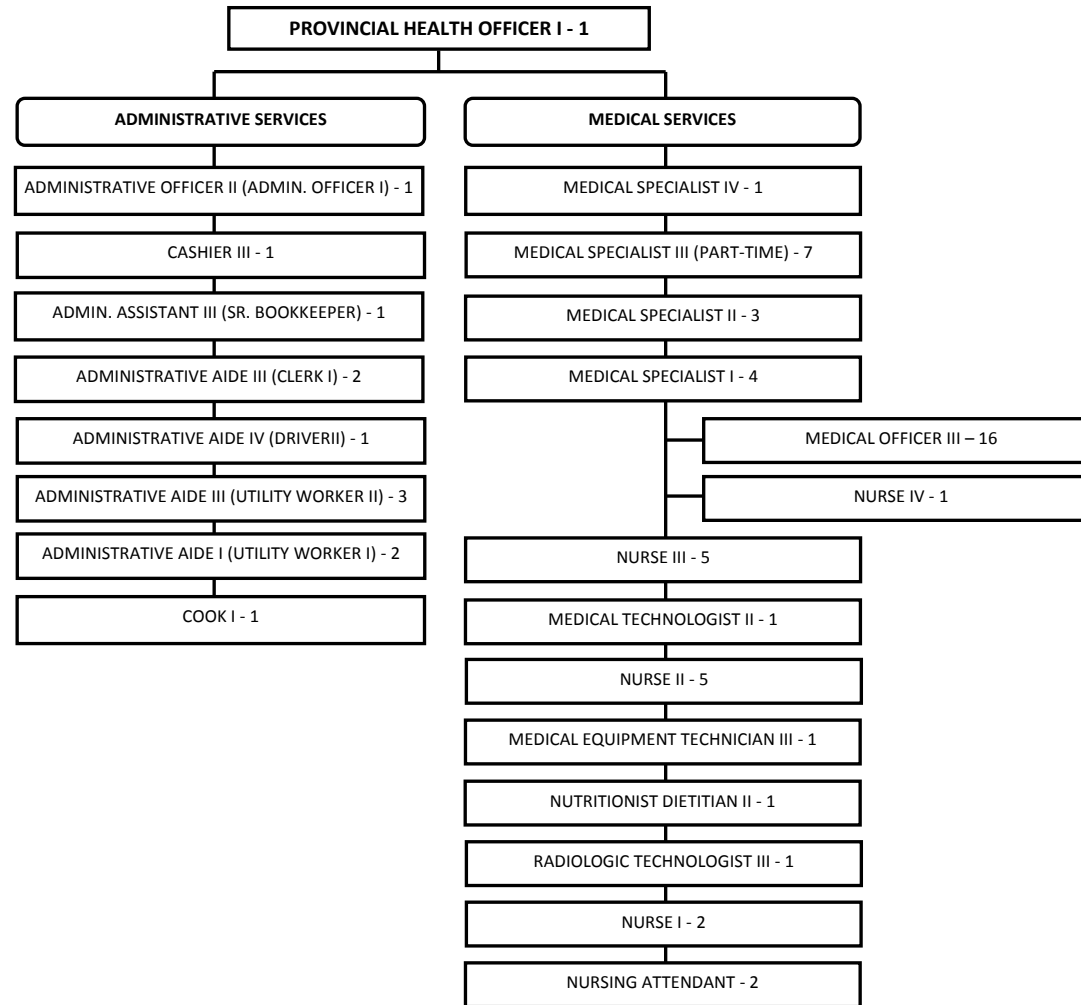 PROVINCIAL HEALTH OFFICER I - 1
ADMINISTRATIVE SERVICES
ADMINISTRATIVE OFFICER II (ADMIN. OFFICER I) - 1
CASHIER III - 1
ADMIN. ASSISTANT III (SR. BOOKKEEPER) - 1
ADMINISTRATIVE AIDE III (CLERK I) - 2
ADMINISTRATIVE AIDE IV (DRIVERII) - 1
ADMINISTRATIVE AIDE III (UTILITY WORKER II) - 3
ADMINISTRATIVE AIDE I (UTILITY WORKER I) - 2
COOK I - 1
MEDICAL SERVICES
MEDICAL SPECIALIST IV - 1
MEDICAL SPECIALIST III (PART-TIME) - 7
MEDICAL SPECIALIST II - 3
MEDICAL SPECIALIST I - 4
MEDICAL OFFICER III – 16
NURSE IV - 1
NURSE III - 5
MEDICAL TECHNOLOGIST II - 1
NURSE II - 5
MEDICAL EQUIPMENT TECHNICIAN III - 1
NUTRITIONIST DIETITIAN II - 1
RADIOLOGIC TECHNOLOGIST III - 1
NURSE I - 2
NURSING ATTENDANT - 2